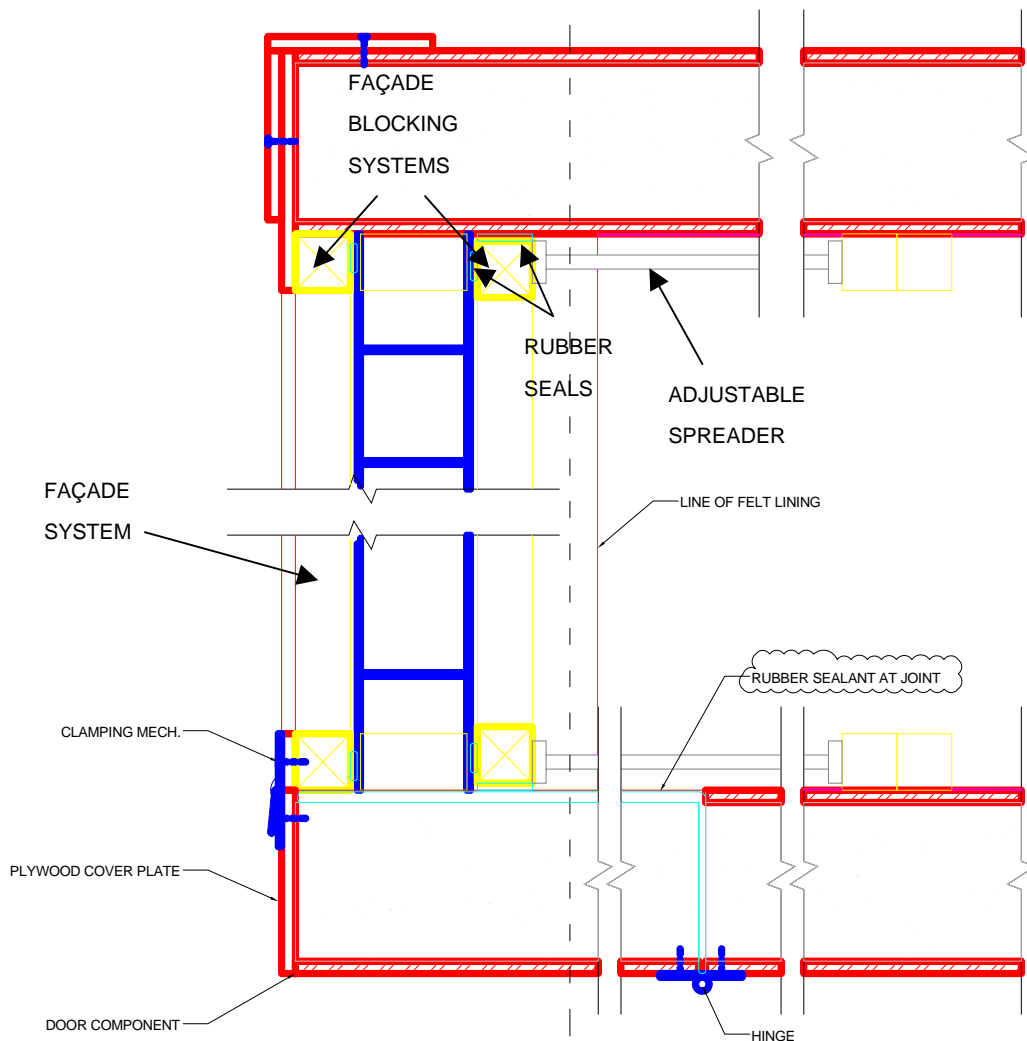 FAÇADE
BLOCKING
SYSTEMS
RUBBER
SEALS
ADJUSTABLE
SPREADER
FAÇADE
SYSTEM
LINE OF FELT LINING
RUBBER SEALANT AT JOINT
CLAMPING MECH.
PLYWOOD COVER PLATE
DOOR COMPONENT
HINGE